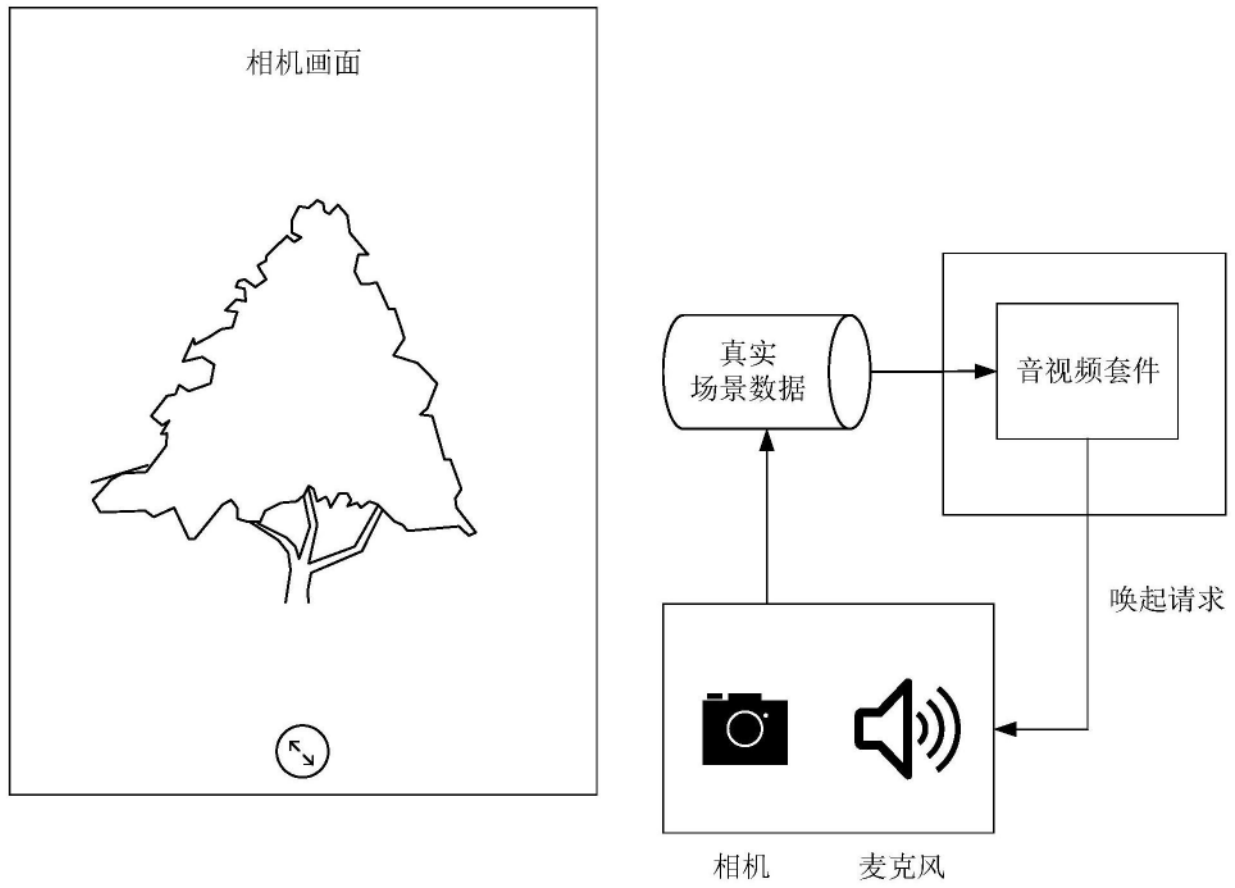 相机画面
真实
场景数据
音视频套件
唤起请求
相机
麦克风